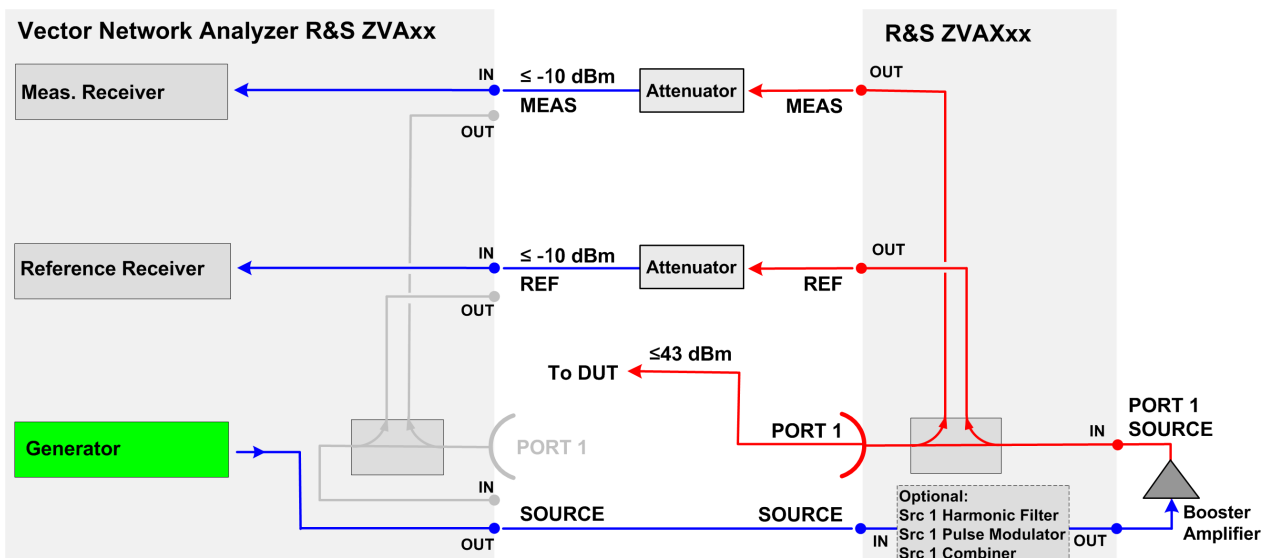 Vector Network Analyzer R&S ZVAxx
R&S ZVAXxx
Meas. Receiver
IN
≤ -10 dBm
MEAS
OUT
Attenuator
MEAS
OUT
Reference Receiver
IN
≤ -10 dBm
REF
OUT
Attenuator
REF
OUT
≤43 dBm
To DUT
Generator
PORT 1
PORT 1
IN
PORT 1
SOURCE
IN
SOURCE
OUT
SOURCE
IN
Optional:
Src 1 Harmonic Filter
Src 1 Pulse Modulator
Src 1 Combiner
OUT
Booster
Amplifier